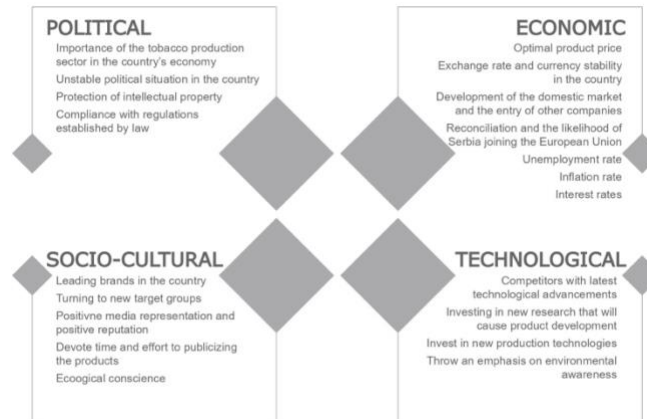 POLITICAL
Importance of the tobacco production
sector in the country's economy
Unstable political situation in the country
Protection of intellectual property
Compliance with regulations
established by law
ECONOMIC
Optimal product price
Exchange rate and currency stability
in the country
Development of the domestic market
and the entry of other companies
Reconciliation and the likelihood of
Serbia joining the European Union
Unemployment rate
Inflation rate
Interest rates
SOCIO-CULTURAL
Leading brands in the country
Turning to new target groups
Positivne media representation and
positive reputation
Devote time and effort to publicizing
the products
Ecoogical conscience
TECHNOLOGICAL
Competitors with latest
technological advancements
Investing in new research that will
cause product development
Invest in new production technologies
Throw an emphasis on environmental
awareness